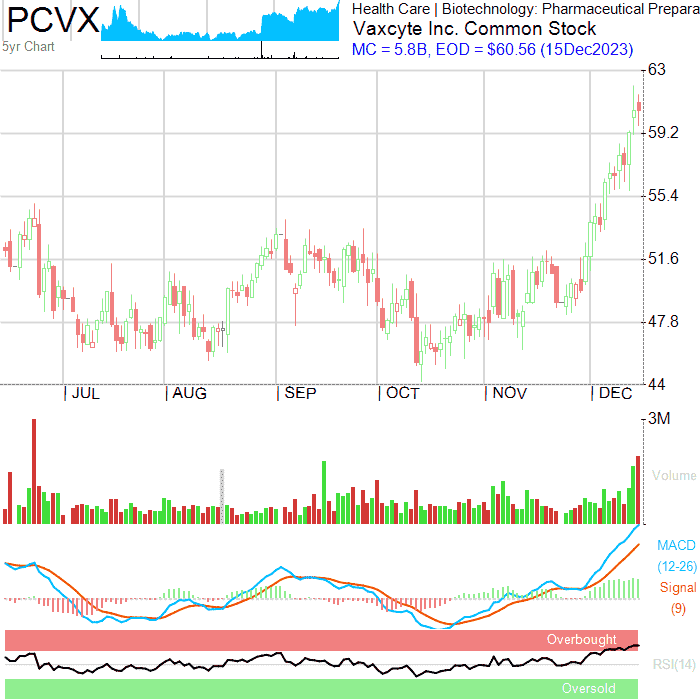 PCVX
5yr Chart
Health Care | Biotechnology: Pharmaceutical Prepara
Vaxcyte Inc. Common Stock
MC = 5.8B, EOD = $60.56 (15Dec2023)
63
59.2
55.4
51.6
47.8
44
JUL
AUG
SEP
OCT
NOV
DEC
3M
Volume
MACD
(12-26)
Signal
(9)
Overbought
RSI(14)
Oversold